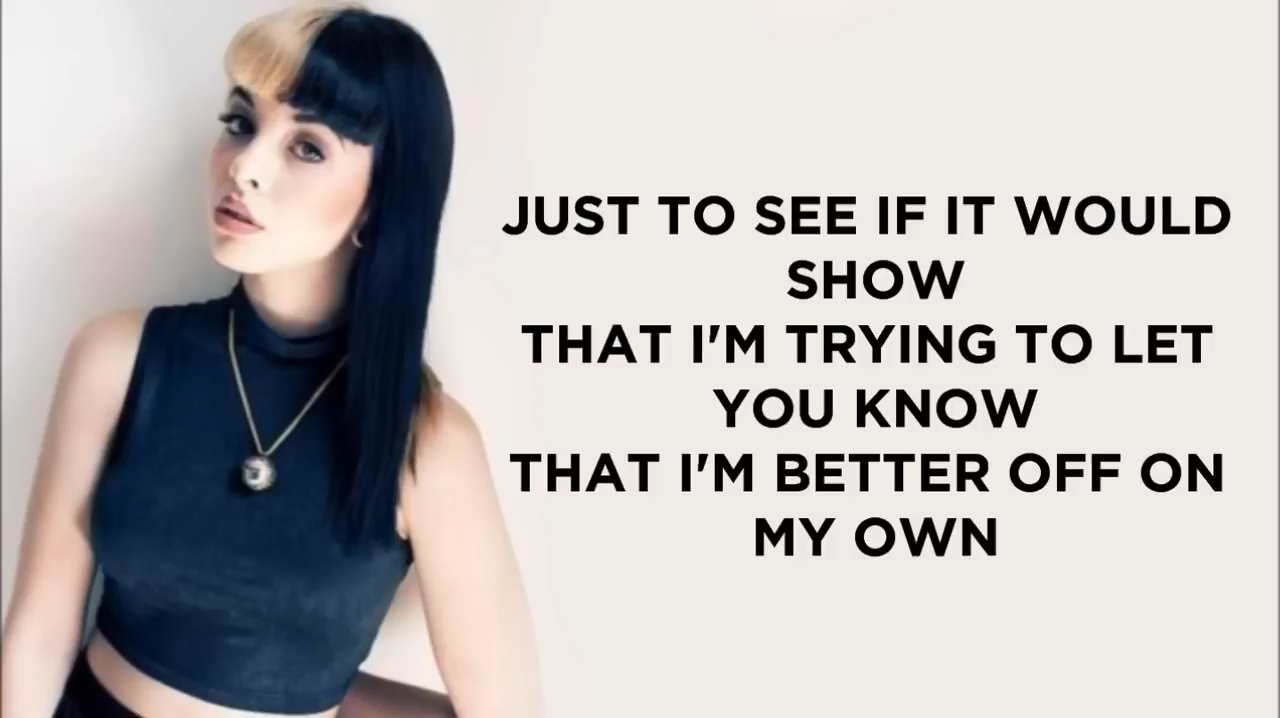 JUST TO SEE IF IT WOULD
SHOW
THAT I'M TRYING TO LET
YOU KNOW
THAT I'M BETTER OFF ON
MY OWN